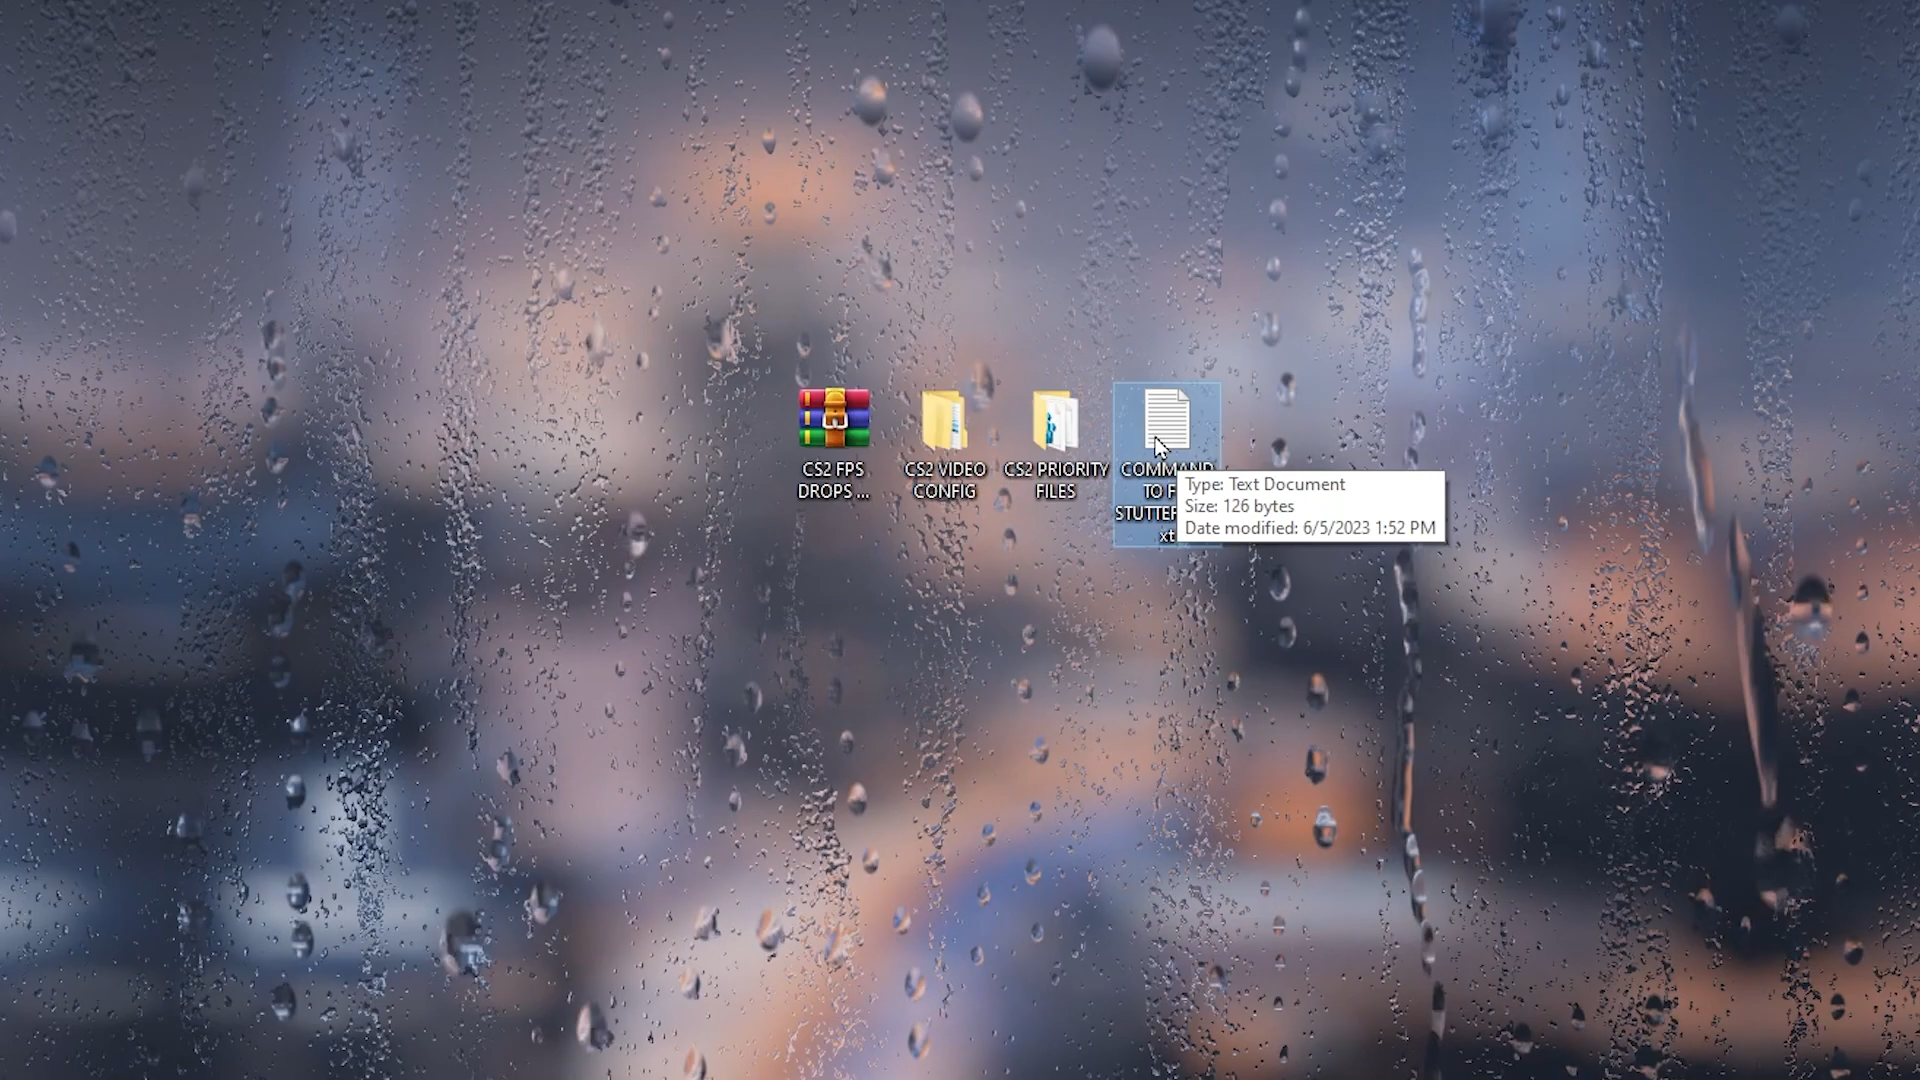 CS2 FPS
DROPS ...
CS2 VIDEO
CONFIG
CS2 PRIORITY
FILES
COMMAND
TO F
STUTTER
xt
Type: Text Document
Size: 126 bytes
Date modified: 6/5/2023 1:52 PM